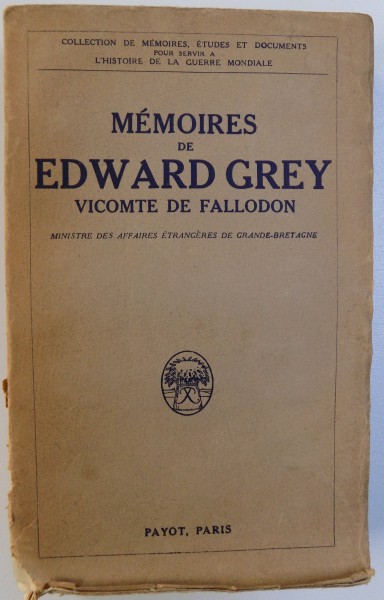 COLLECTION DE MÉMOIRES, ÉTUDES ET DOCUMENTS
POUR SERVIR A
L'HISTOIRE DE LA GUERRE MONDIALE
MÉMOIRES
DE
EDWARD GREY
VICOMTE DE FALLODON
MINISTRE DES AFFAIRES ÉTRANGÈRES DE GRANDE-BRETAGNE
PAYOT, PARIS